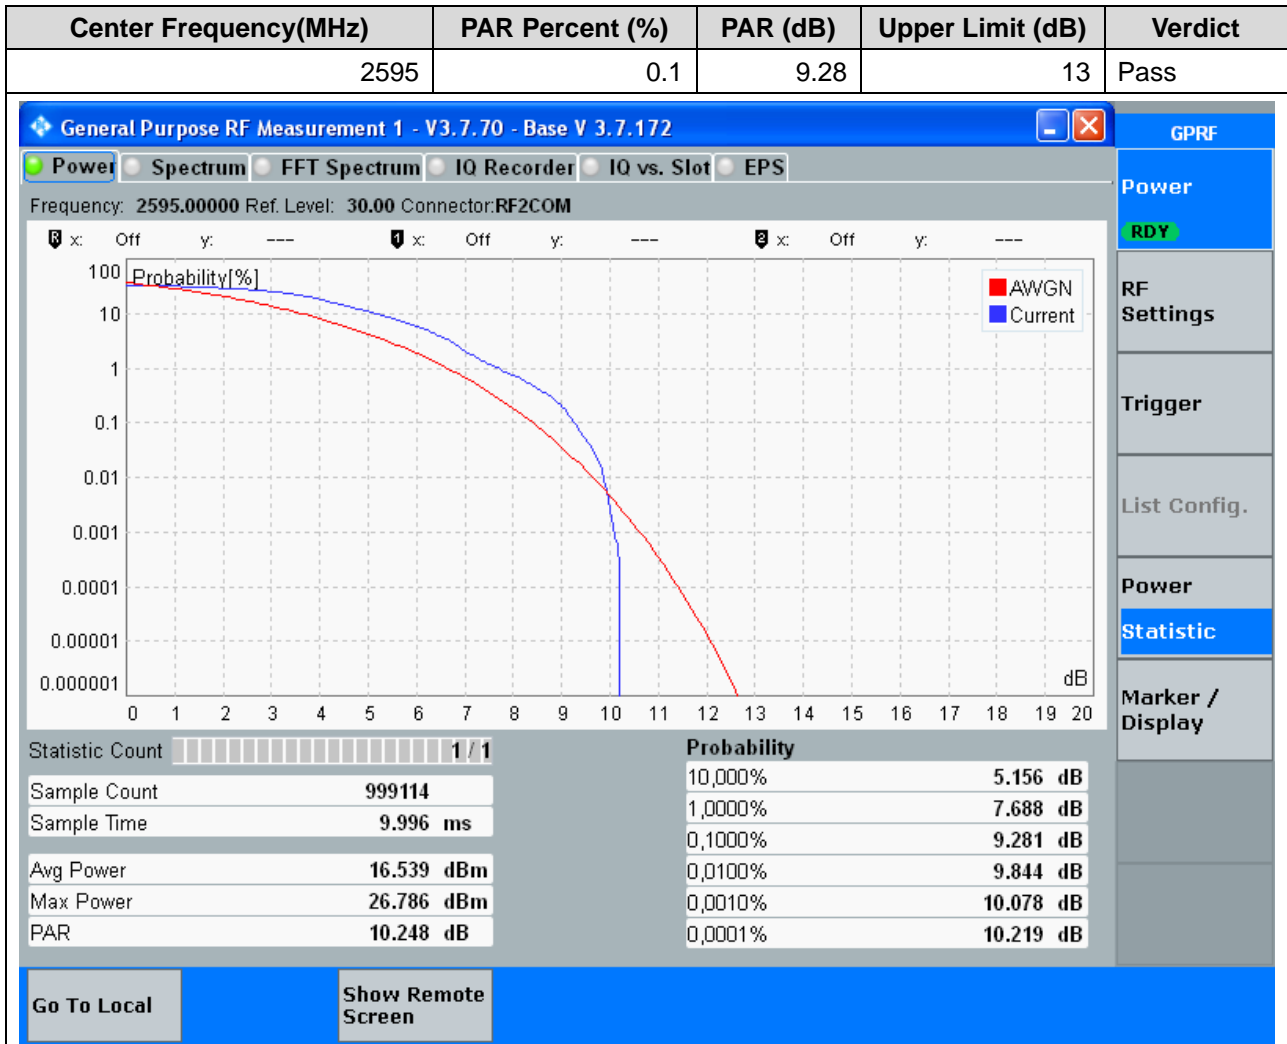 Center Frequency(MHz) PAR Percent (%) PAR (dB) Upper Limit (dB) Verdict
2595 0.1 9.28 13 Pass
General Purpose RF Measurement 1 - V3.7.70 - Base V 3.7.172
GPRF
Power Spectrum FFT Spectrum IQ Recorder IQ vs. Slot EPS
Frequency: 2595.00000 Ref. Level: 30.00 Connector:RF2COM
R x: Off y: --- 1 x: Off y: --- 2 x: Off y: ---
Probability[%]
AWGN
Current
100
10
1
0.1
0.01
0.001
0.0001
0.00001
0.000001
dB
0 1 2 3 4 5 6 7 8 9 10 11 12 13 14 15 16 17 18 19 20
Statistic Count 1 / 1
Sample Count 999114
Sample Time 9.996 ms
Avg Power 16.539 dBm
Max Power 26.786 dBm
PAR 10.248 dB
Probability
10,000% 5.156 dB
1,0000% 7.688 dB
0,1000% 9.281 dB
0,0100% 9.844 dB
0,0010% 10.078 dB
0,0001% 10.219 dB
Power
RDY
RF
Settings
Trigger
List Config.
Power
Statistic
Marker /
Display
Go To Local
Show Remote
Screen